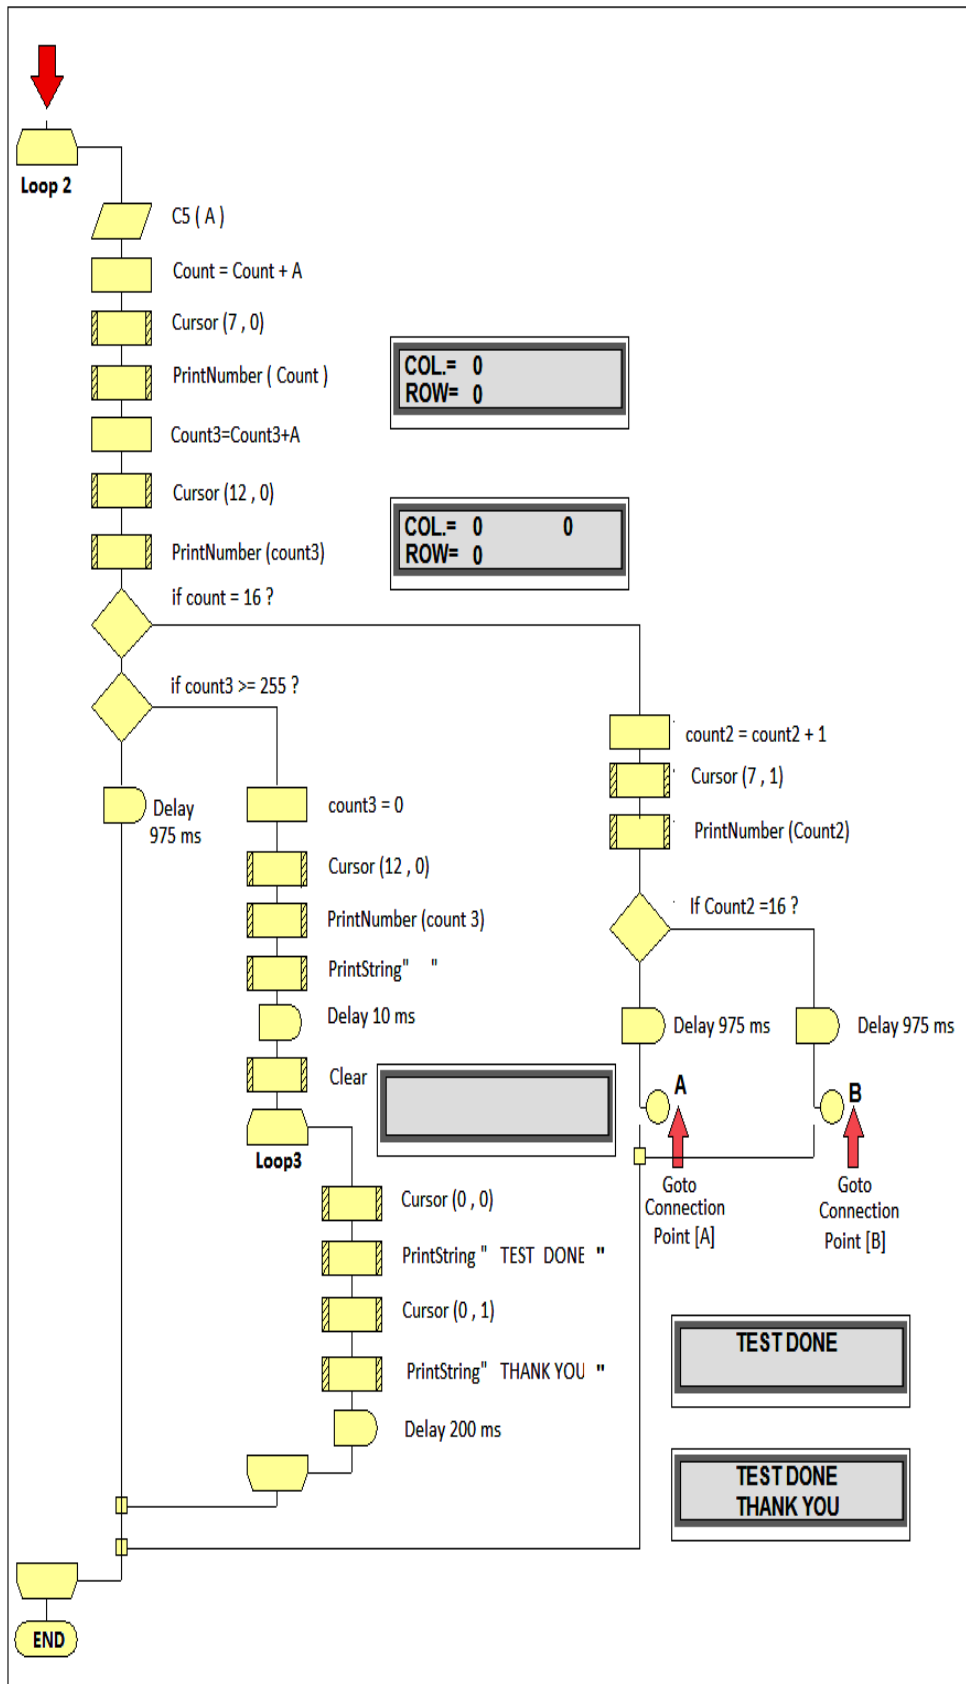 Loop 2
C5 ( A )
Count = Count + A
Cursor (7 , 0)
PrintNumber ( Count )
COL.= 0
ROW= 0
Count3=Count3+A
Cursor (12 , 0)
PrintNumber (count3)
COL.= 0 0
ROW= 0
if count = 16 ?
if count3 >= 255 ?
count2 = count2 + 1
Cursor (7 , 1)
PrintNumber (Count2)
Delay
975 ms
count3 = 0
Cursor (12 , 0)
PrintNumber (count 3)
PrintString" "
Delay 10 ms
Clear
If Count2 =16 ?
Delay 975 ms
Delay 975 ms
A
B
Goto
Connection
Point [A]
Goto
Connection
Point [B]
Loop3
Cursor (0 , 0)
PrintString " TEST DONE "
Cursor (0 , 1)
PrintString" THANK YOU "
Delay 200 ms
TEST DONE
TEST DONE
THANK YOU
END